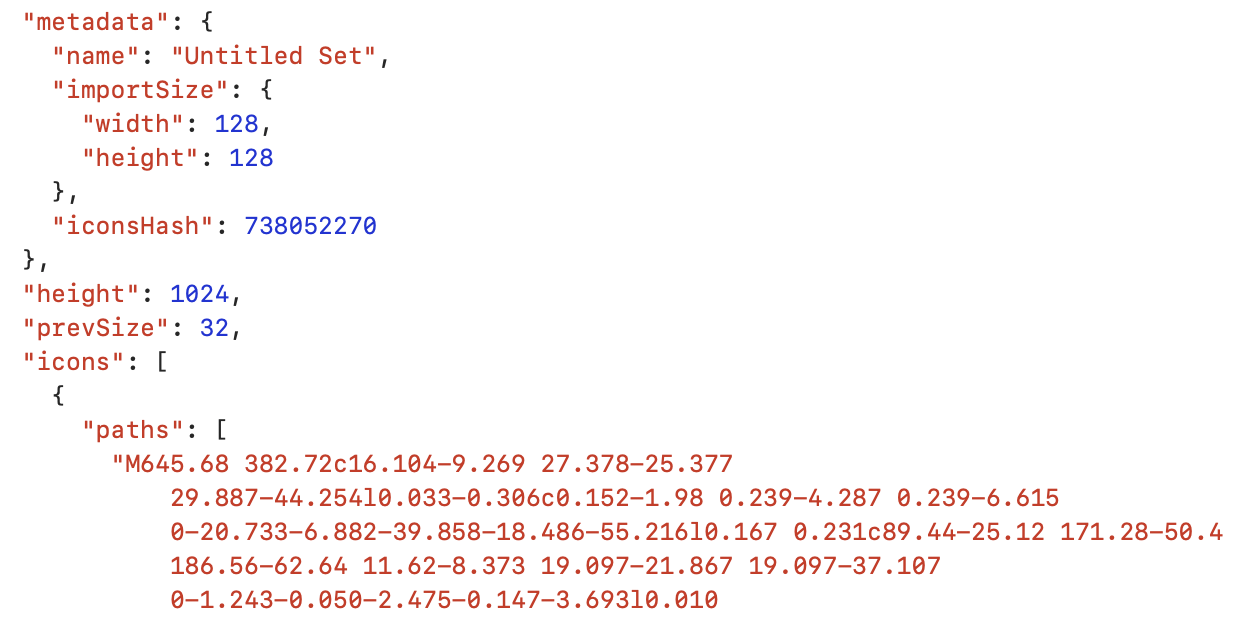 "metadata": {
"name": "Untitled Set",
"importSize": {
"width": 128,
"height": 128
},
"iconsHash": 738052270
},
"height": 1024,
"prevSize": 32,
"icons": [
{
"paths": [
"M645.68 382.72c16.104-9.269 27.378-25.377
29.887-44.254l0.033-0.306c0.152-1.98 0.239-4.287 0.239-6.615
0-20.733-6.882-39.858-18.486-55.216l0.167 0.231c89.44-25.12 171.28-50.4
186.56-62.64 11.62-8.373 19.097-21.867 19.097-37.107
0-1.243-0.050-2.475-0.147-3.693l0.010